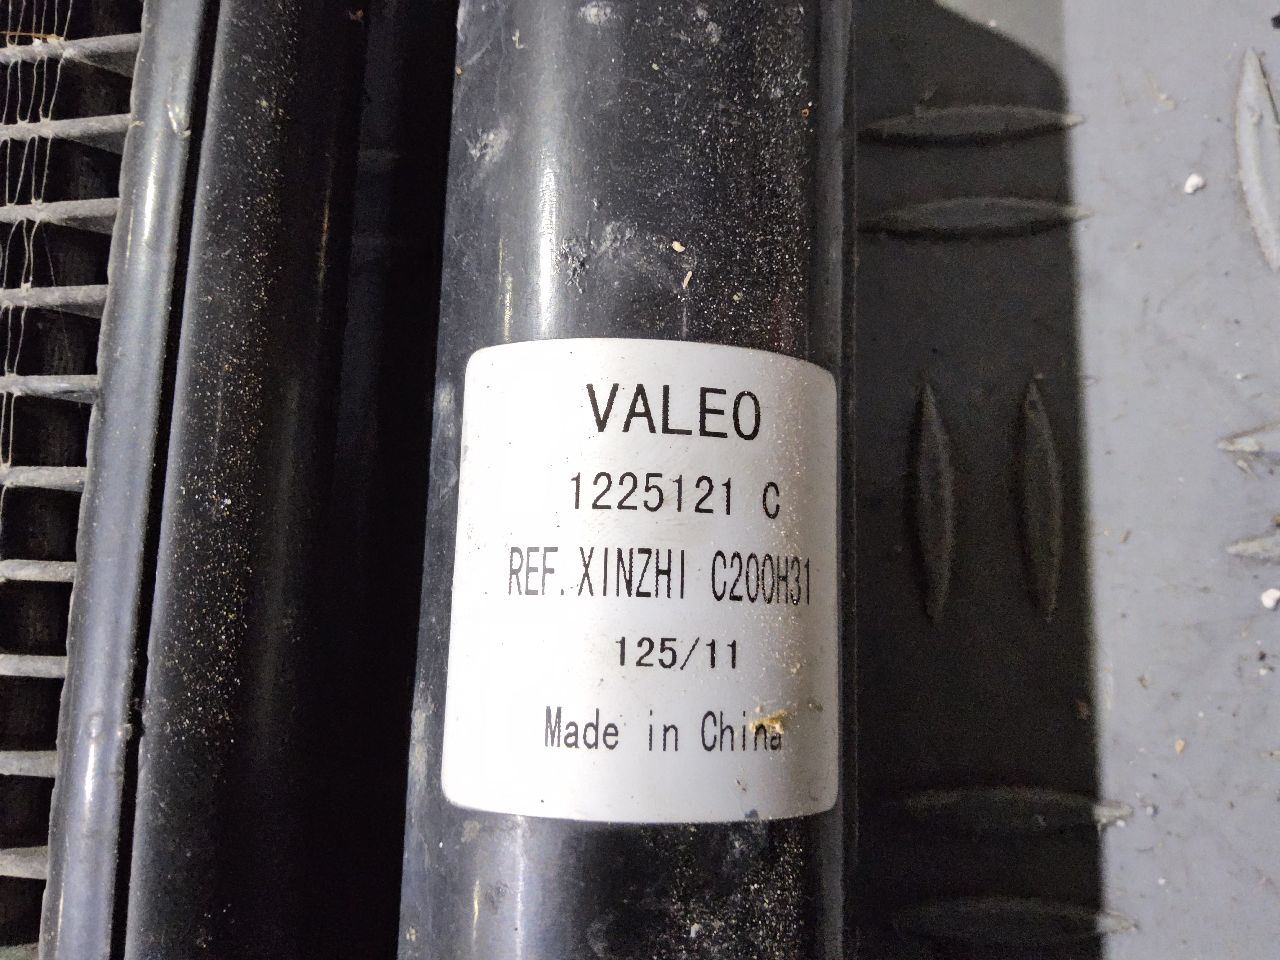 VALEO
1225121 C
REF. XINZHI C200H31
125/11
Made in China